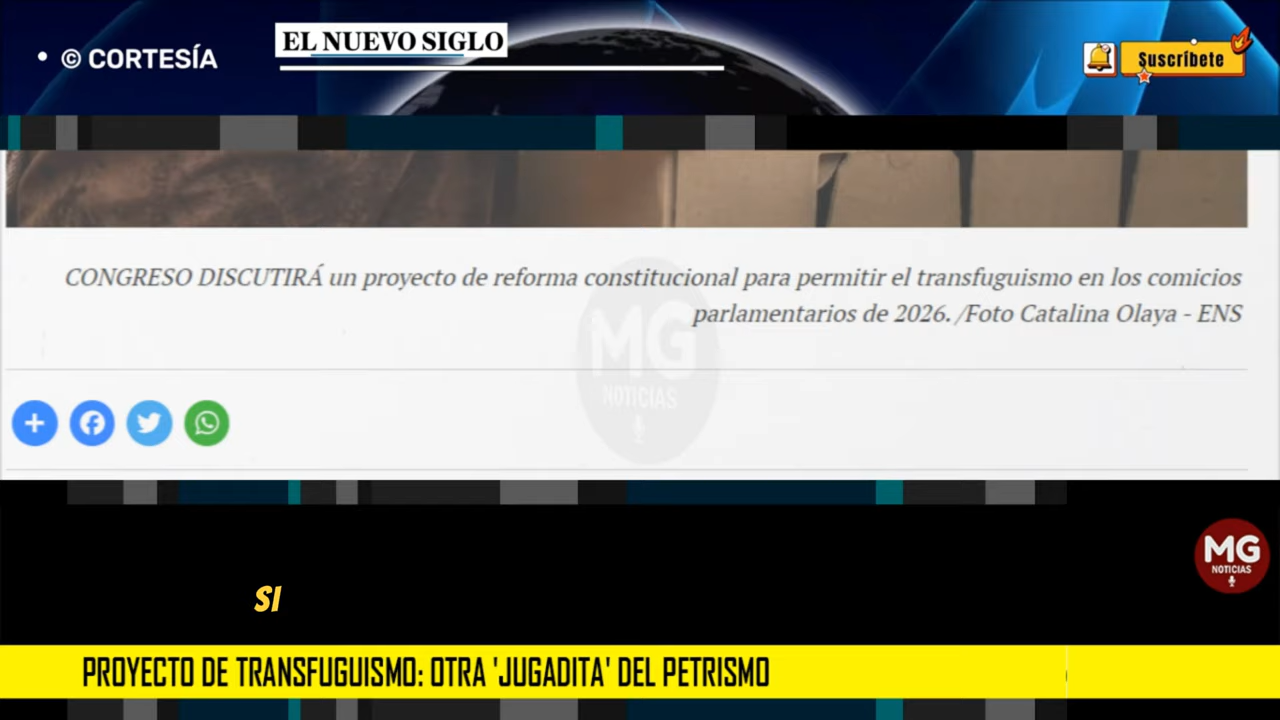 • © CORTESÍA
EL NUEVO SIGLO
Suscríbete
CONGRESO DISCUTIRÁ un proyecto de reforma constitucional para permitir el transfuguismo en los comicios
parlamentarios de 2026. /Foto Catalina Olaya - ENS
MG
NOTICIAS
MG
NOTICIAS
SI
PROYECTO DE TRANSFUGUISMO: OTRA 'JUGADITA' DEL PETRISMO